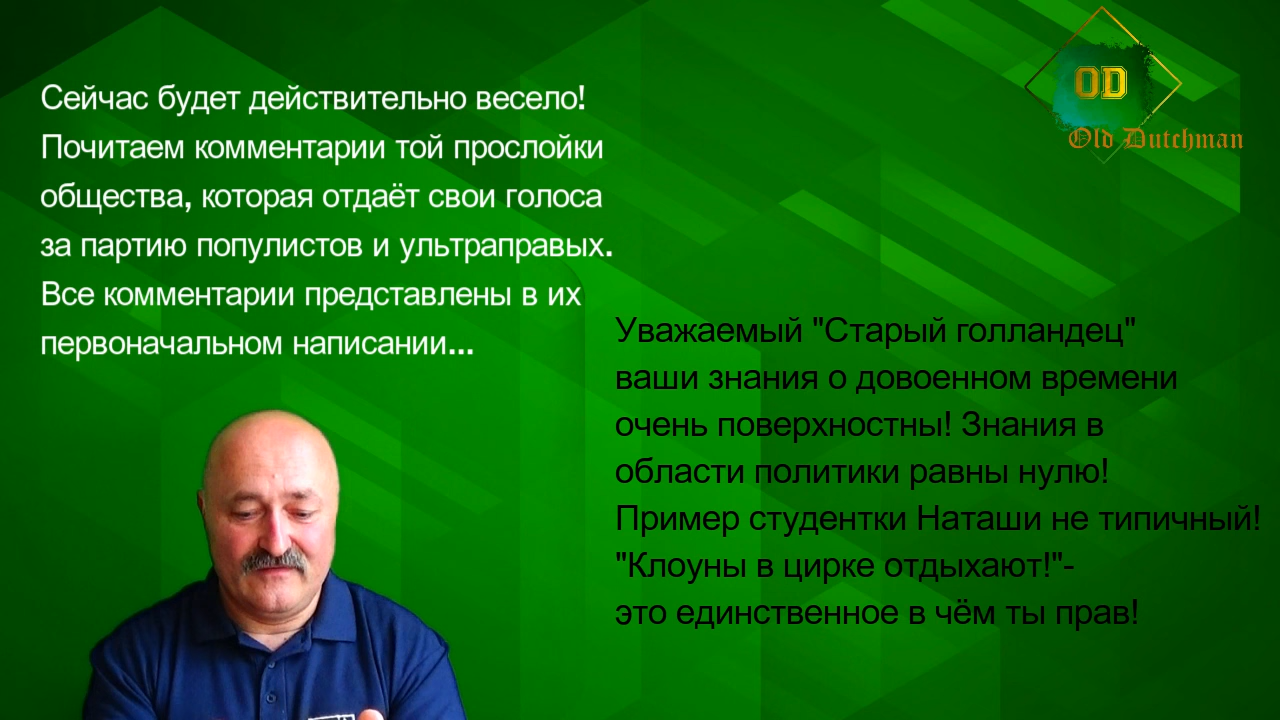 OD
Old Dutchman
Сейчас будет действительно весело!
Почитаем комментарии той прослойки
общества, которая отдаёт свои голоса
за партию популистов и ультраправых.
Все комментарии представлены в их
первоначальном написании...
Уважаемый "Старый голландец"
ваши знания о довоенном времени
очень поверхностны! Знания в
области политики равны нулю!
Пример студентки Наташи не типичный!
"Клоуны в цирке отдыхают!"-
это единственное в чём ты прав!